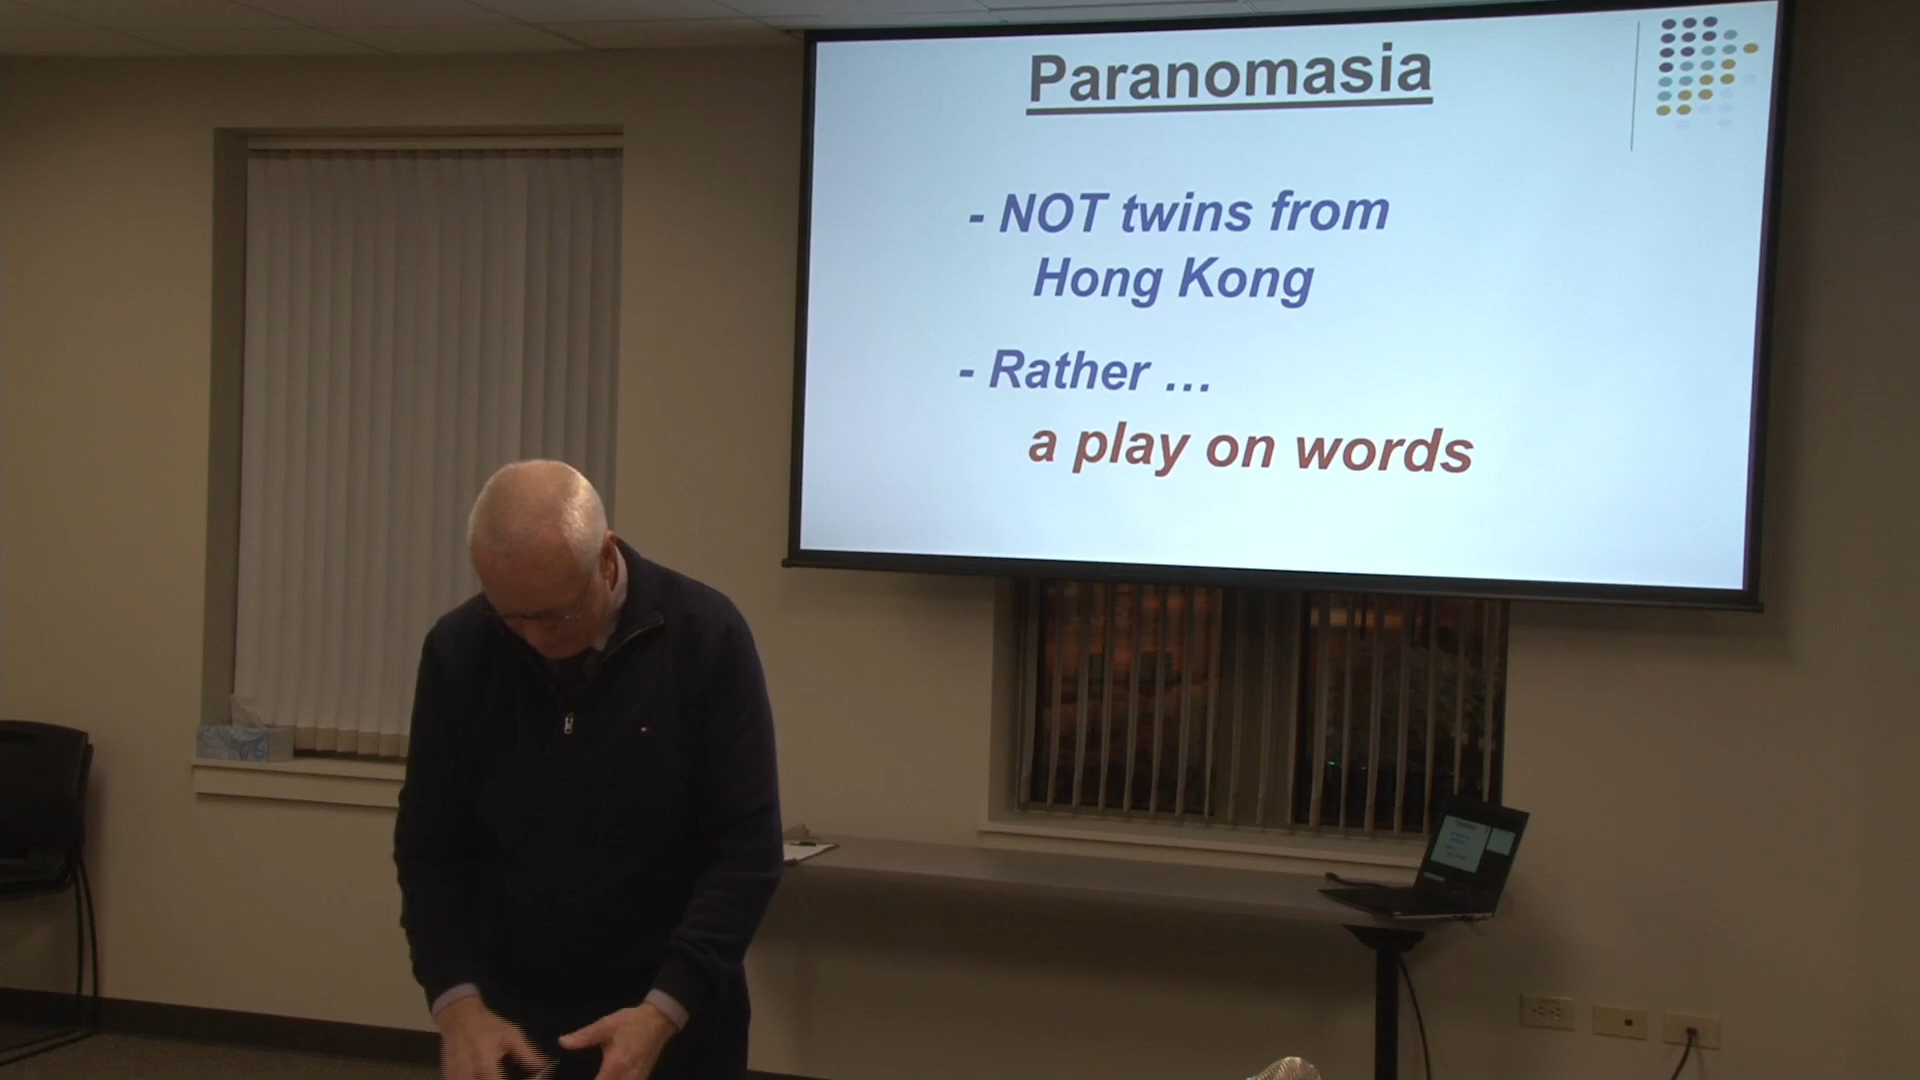 Paranomasia
- NOT twins from
Hong Kong
- Rather …
a play on words